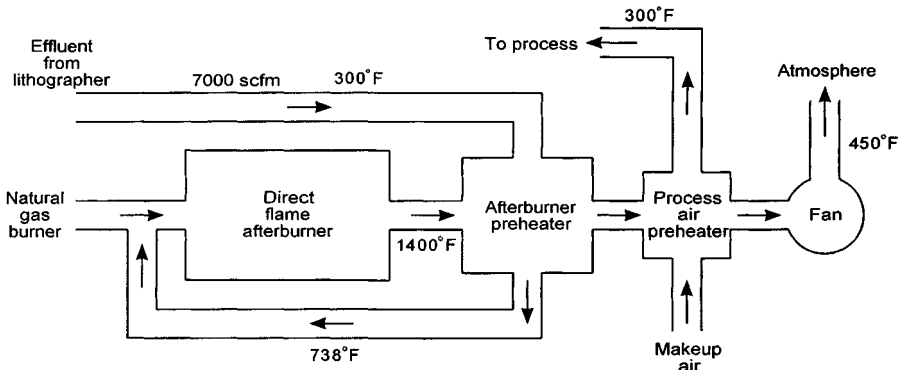 Effluent
from
lithographer
7000 scfm
300°F
To process
300°F
Atmosphere
450°F
Natural
gas
burner
Direct
flame
afterburner
1400°F
Afterburner
preheater
Process
air
preheater
Fan
738°F
Makeup
air